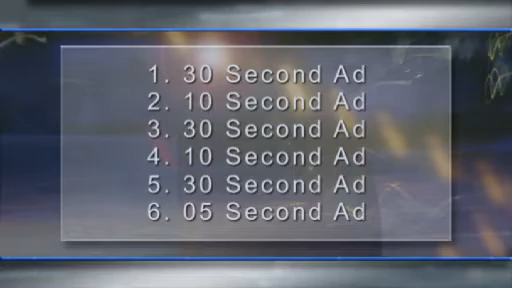 1. 30 Second Ad
2. 10 Second Ad
3. 30 Second Ad
4. 10 Second Ad
5. 30 Second Ad
6. 05 Second Ad